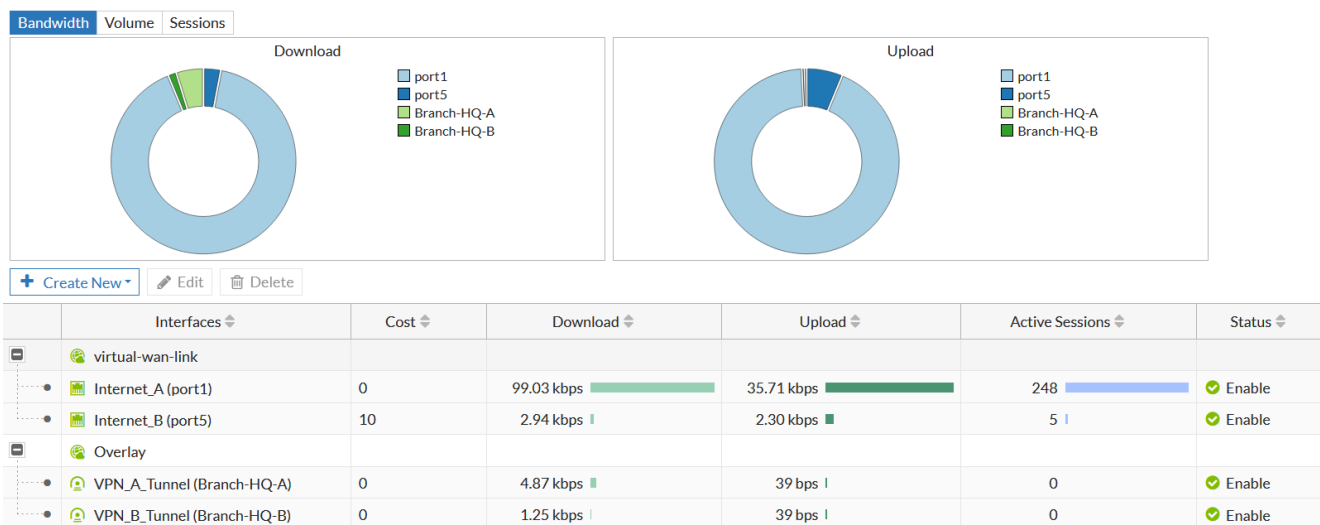 Bandwidth Volume Sessions
Download
port1
port5
Branch-HQ-A
Branch-HQ-B
Upload
port1
port5
Branch-HQ-A
Branch-HQ-B
Create New Edit Delete
Interfaces Cost Download Upload Active Sessions Status
virtual-wan-link
Internet_A (port1) 0 99.03 kbps 35.71 kbps 248 Enable
Internet_B (port5) 10 2.94 kbps 2.30 kbps 5 Enable
Overlay
VPN_A_Tunnel (Branch-HQ-A) 0 4.87 kbps 39 bps 0 Enable
VPN_B_Tunnel (Branch-HQ-B) 0 1.25 kbps 39 bps 0 Enable